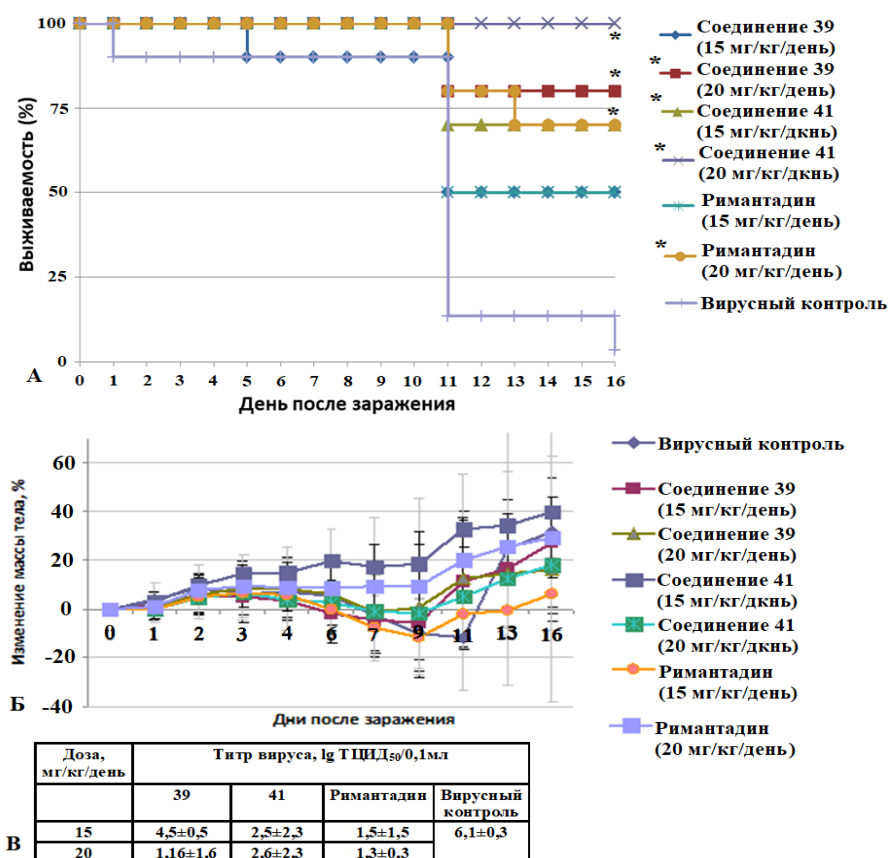 Выживаемость (%)
100
75
50
25
0
0 1 2 3 4 5 6 7 8 9 10 11 12 13 14 15 16
А
День после заражения
*
*
*
Соединение 39
(15 мг/кг/день)
* Соединение 39
(20 мг/кг/день)
* Соединение 41
(15 мг/кг/дкнь)
* Соединение 41
(20 мг/кг/дкнь)
Римантадин
(15 мг/кг/день)
* Римантадин
(20 мг/кг/день)
Вирусный контроль
Изменение массы тела, %
60
40
20
0
-20
-40
0 1 2 3 4 6 7 9 11 13 16
Б
Дни после заражения
Вирусный контроль
Соединение 39
(15 мг/кг/день)
Соединение 39
(20 мг/кг/день)
Соединение 41
(15 мг/кг/дкнь)
Соединение 41
(20 мг/кг/дкнь)
Римантадин
(15 мг/кг/день)
Римантадин
(20 мг/кг/день)
В
Доза, Титр вируса, lg ТЦИД50/0,1мл
мг/кг/день
39 41 Римантадин Вирусный
контроль
15 4,5±0,5 2,5±2,3 1,5±1,5 6,1±0,3
20 1,16±1,6 2,6±2,3 1,3±0,3